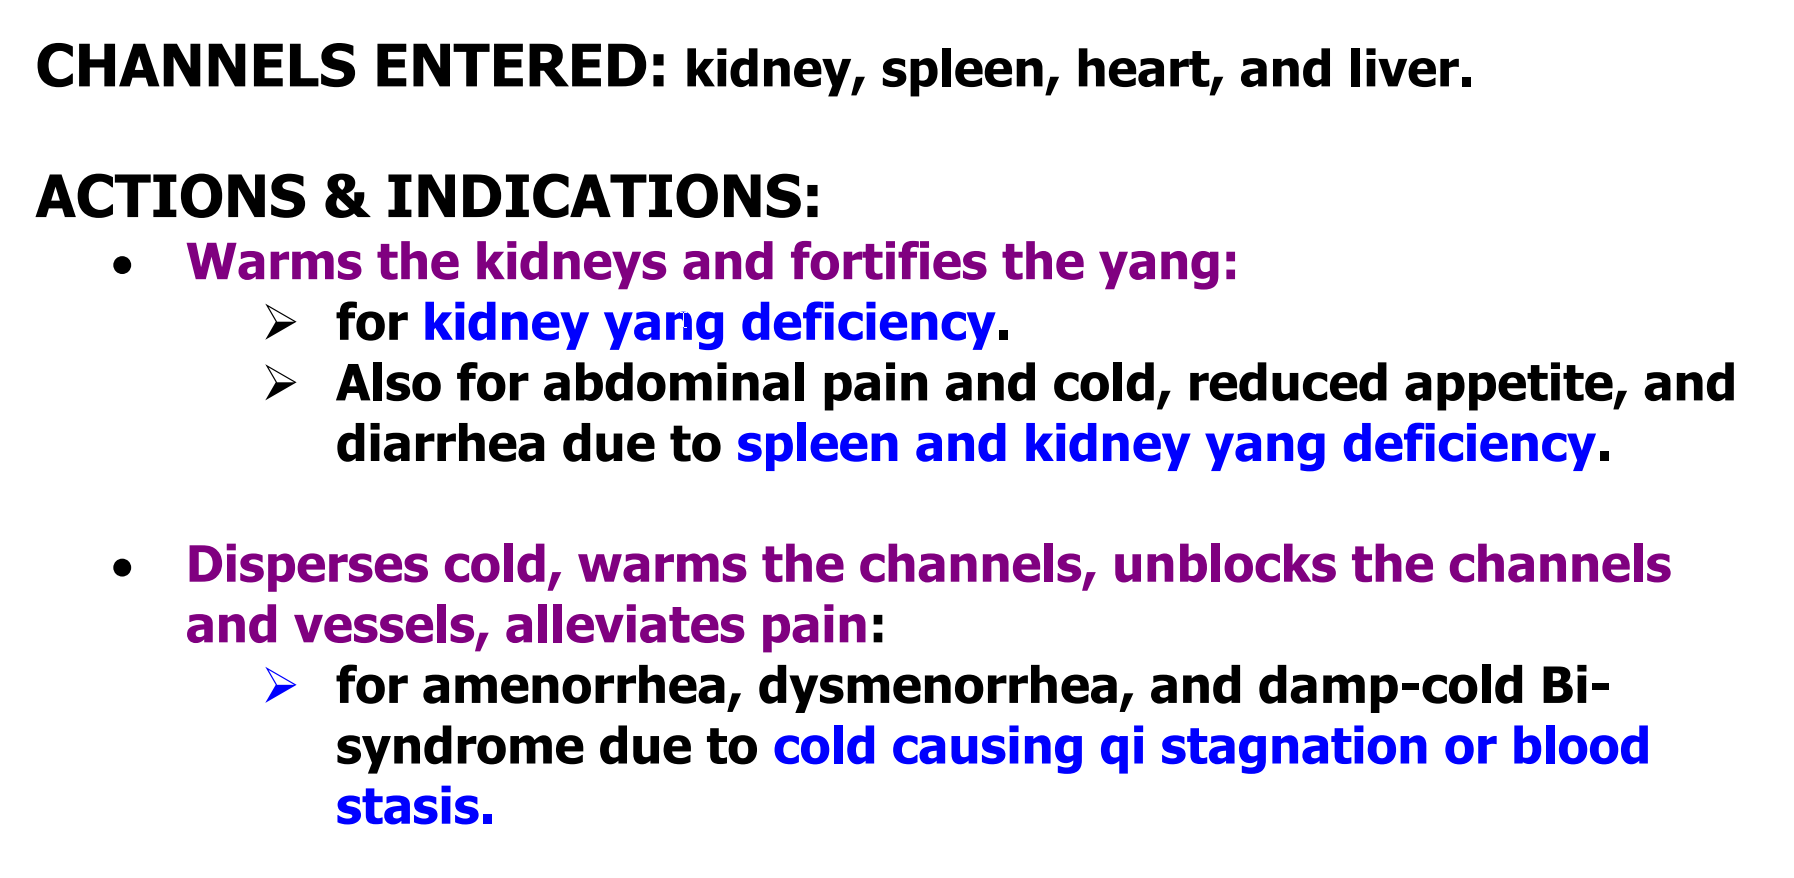 CHANNELS ENTERED: kidney, spleen, heart, and liver.
ACTIONS & INDICATIONS:
• Warms the kidneys and fortifies the yang:
➢ for kidney yang deficiency.
➢ Also for abdominal pain and cold, reduced appetite, and
diarrhea due to spleen and kidney yang deficiency.
• Disperses cold, warms the channels, unblocks the channels
and vessels, alleviates pain:
➢ for amenorrhea, dysmenorrhea, and damp-cold Bi-
syndrome due to cold causing qi stagnation or blood
stasis.